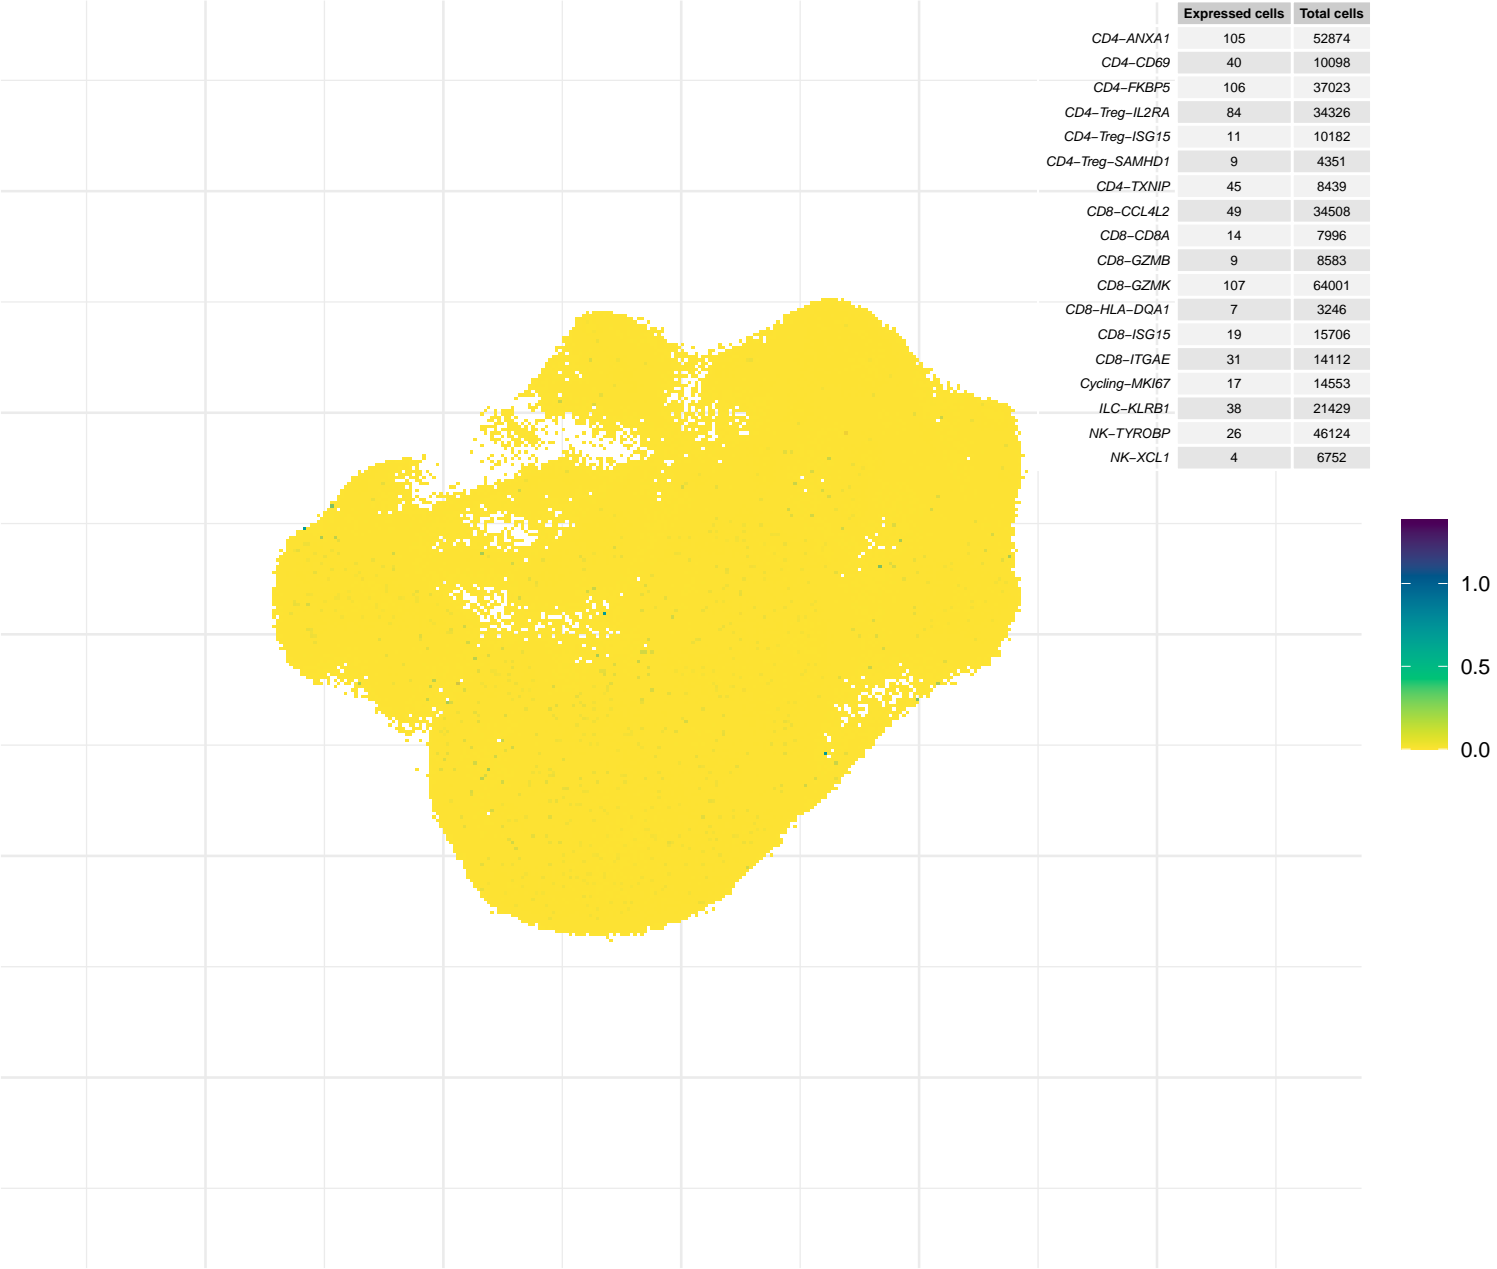 Expressed cells Total cells
CD4−ANXA1 105 52874
CD4−CD69 40 10098
CD4−FKBP5 106 37023
CD4−Treg−IL2RA 84 34326
CD4−Treg−ISG15 11 10182
CD4−Treg−SAMHD1 9 4351
CD4−TXNIP 45 8439
CD8−CCL4L2 49 34508
CD8−CD8A 14 7996
CD8−GZMB 9 8583
CD8−GZMK 107 64001
CD8−HLA−DQA1 7 3246
CD8−ISG15 19 15706
CD8−ITGAE 31 14112
Cycling−MKI67 17 14553
ILC−KLRB1 38 21429
NK−TYROBP 26 46124
NK−XCL1 4 6752
1.0
0.5
0.0